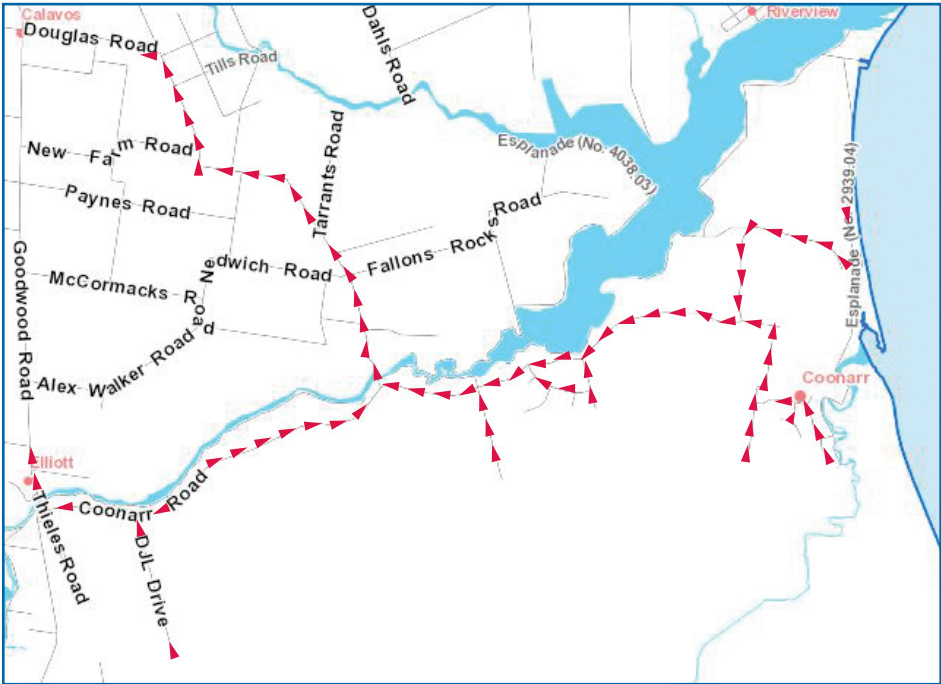 Calavos
Riverview
Douglas Road
Tills Road
Dahls Road
New Farm Road
Tarrants Road
Esplanade (No. 4038.03)
Esplanade (No. 2939.04)
Paynes Road
Fallons Rocks Road
Nedwich Road
Goodwood Road
McCormacks Road
Alex Walker Road
Road
Coonarr
Elliott
Coonarr Road
Thieles Road
DJL Drive